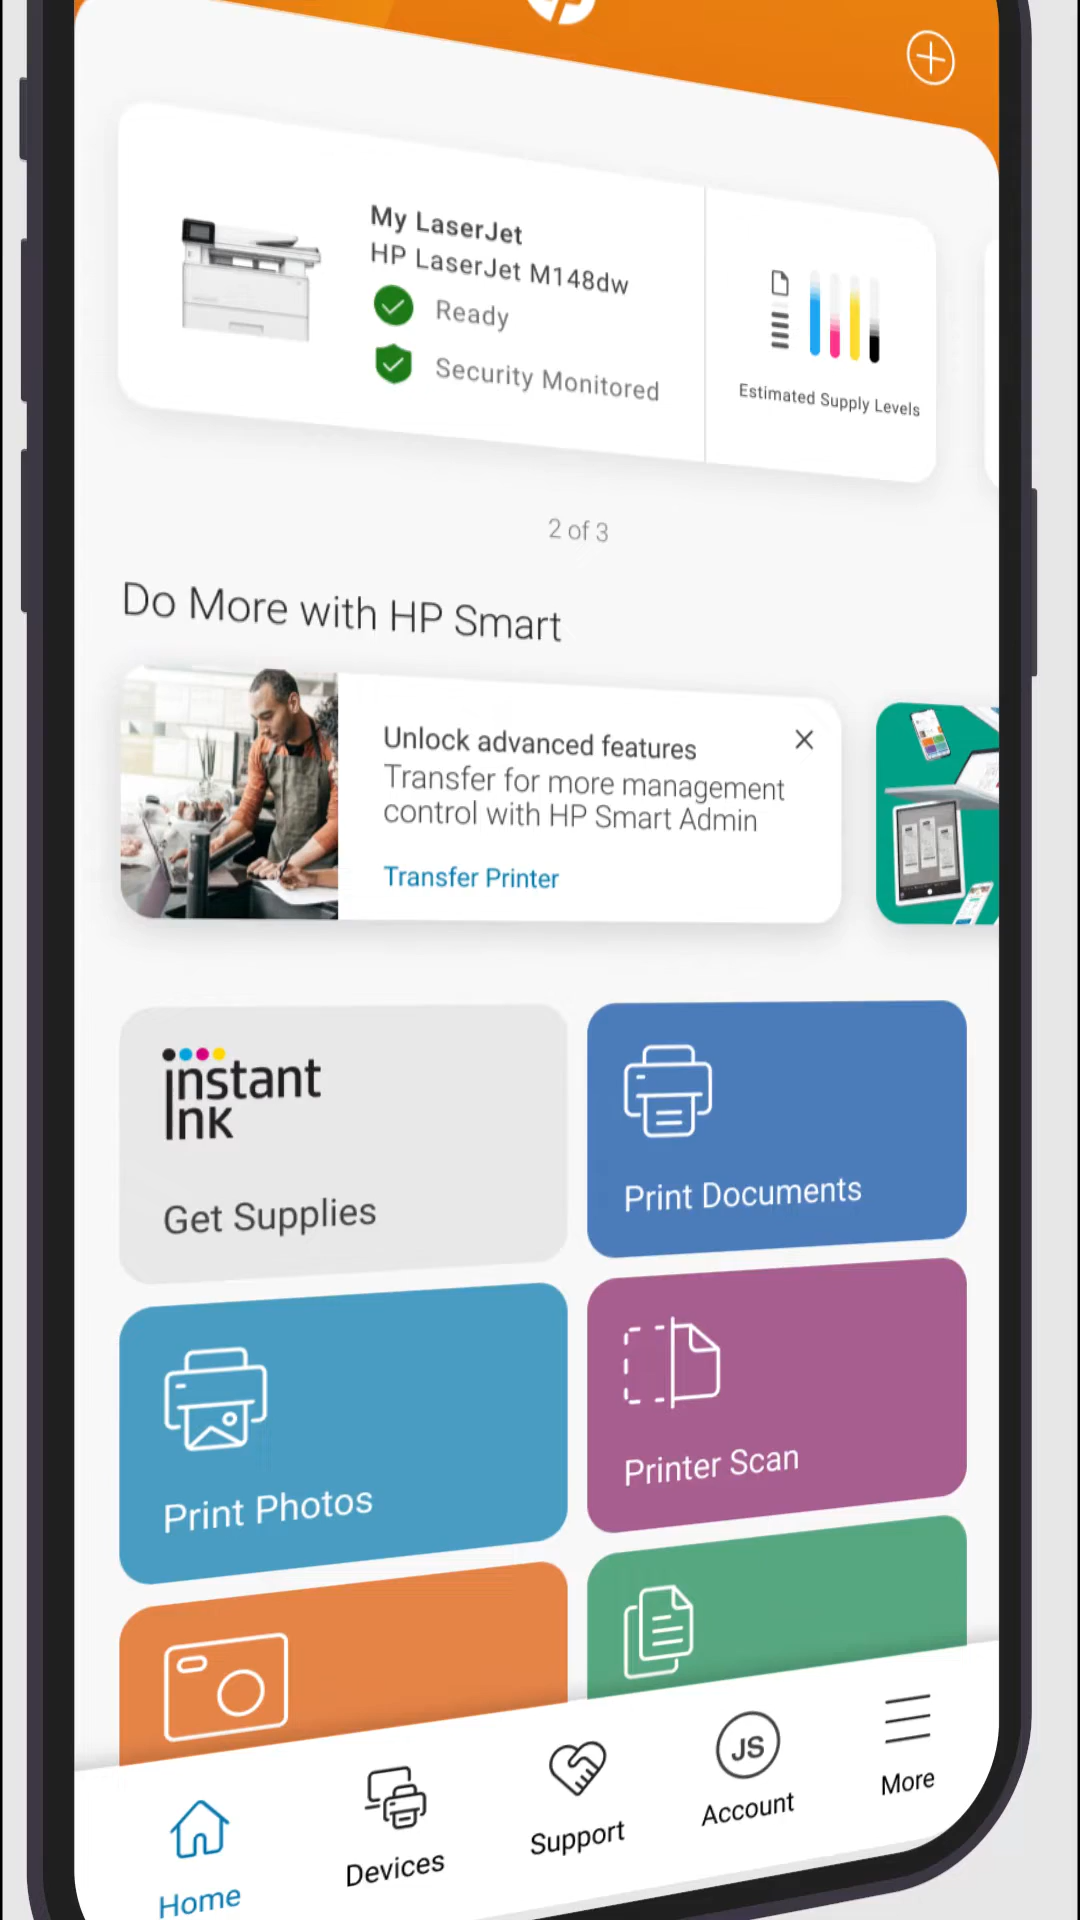 My LaserJet
HP LaserJet M148dw
Ready
Security Monitored
Estimated Supply Levels
2 of 3
Do More with HP Smart
Unlock advanced features
Transfer for more management
control with HP Smart Admin
Transfer Printer
instant
Ink
Get Supplies
Print Documents
Print Photos
Printer Scan
Home
Devices
Support
JS
Account
More